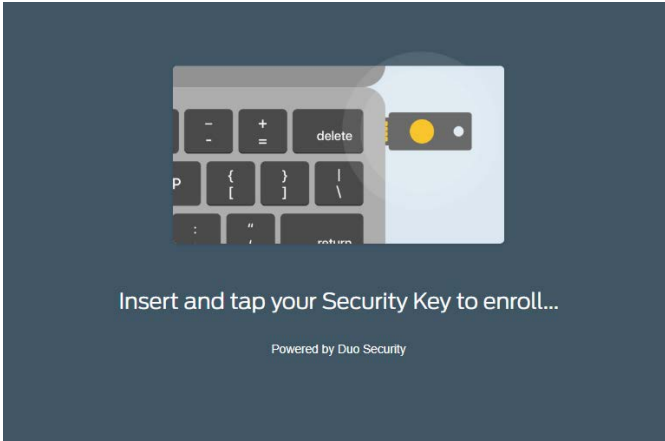 –
-
+
=
delete
P
{
[
}
]
|
\
:
"
return
Insert and tap your Security Key to enroll...
Powered by Duo Security